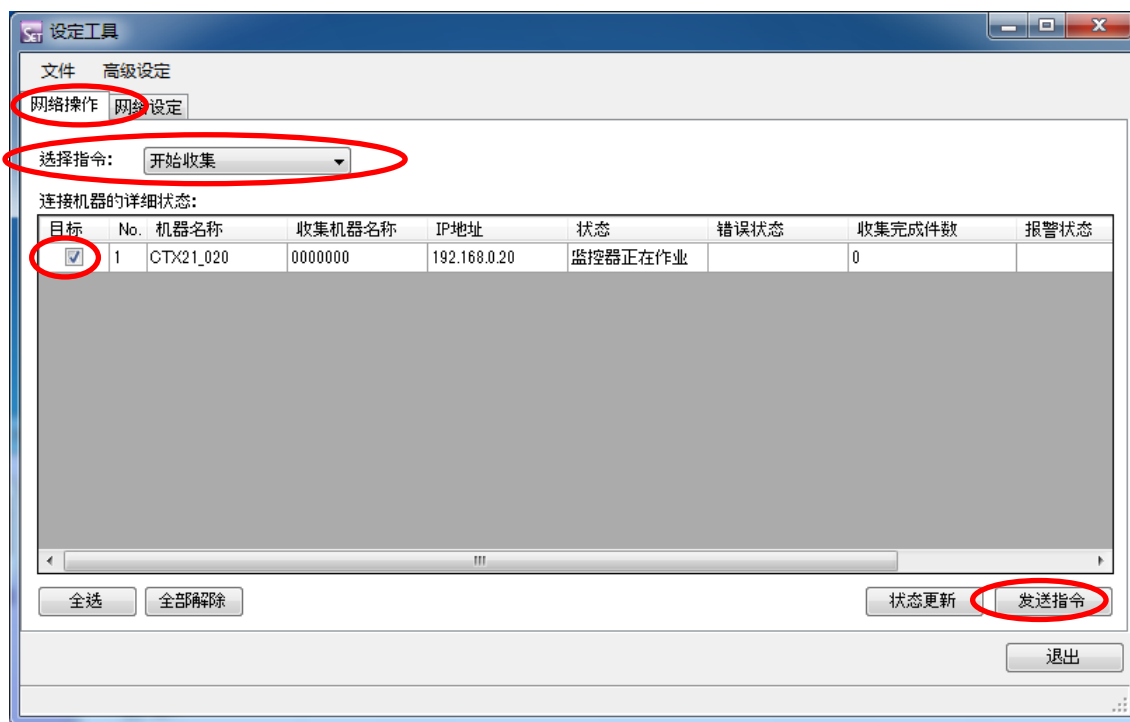 SET 设定工具
文件 高级设定
网络操作 网络设定
选择指令: 开始收集
连接机器的详细状态:
目标 No. 机器名称 收集机器名称 IP地址 状态 错误状态 收集完成件数 报警状态
1 CTX21_020 0000000 192.168.0.20 监控器正在作业 0
全选 全部解除 状态更新 发送指令
退出